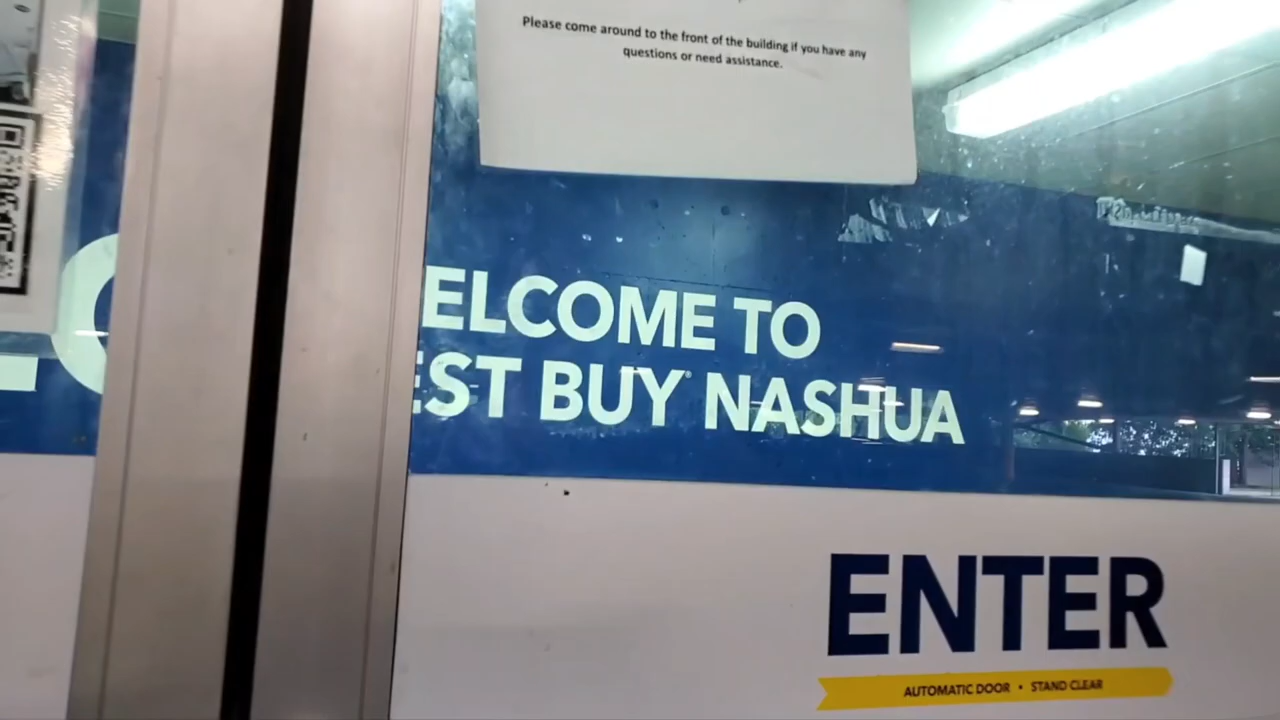 Please come around to the front of the building if you have any
questions or need assistance.
ELCOME TO
EST BUY® NASHUA
ENTER
AUTOMATIC DOOR • STAND CLEAR